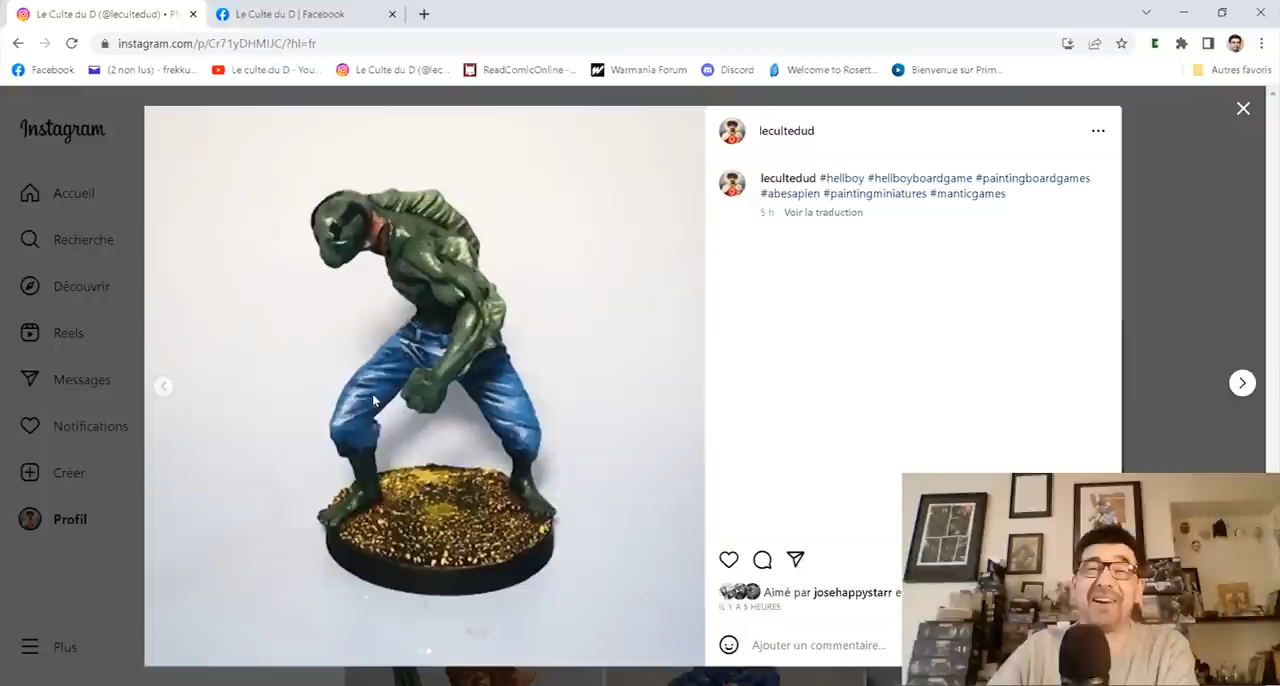 Le Culte du D (@lecultedud) • Ph
Le Culte du D | Facebook
instagram.com/p/Cr71yDHMIJC/?hl=fr
Facebook
(2 non lus) - frekku...
Le culte du D - You...
Le Culte du D (@lec...
ReadComicOnline -...
Warmania Forum
Discord
Welcome to Rosett...
Bienvenue sur Prim...
Autres favoris
Instagram
Accueil
Recherche
Découvrir
Reels
Messages
Notifications
Créer
Profil
Plus
lecultedud
lecultedud #hellboy #hellboyboardgame #paintingboardgames
#abesapien #paintingminiatures #manticgames
5 h Voir la traduction
Aimé par josehappystarr e
IL Y A 5 HEURES
Ajouter un commentaire...